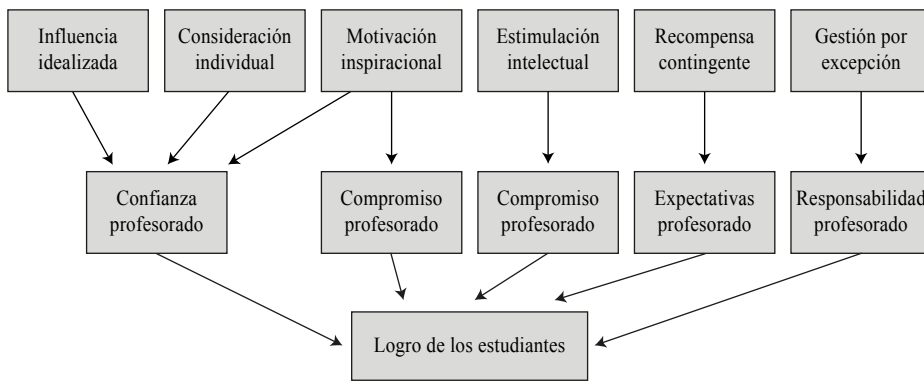 Influencia
idealizada
Consideración
individual
Motivación
inspiracional
Estimulación
intelectual
Recompensa
contingente
Gestión por
excepción
Confianza
profesorado
Compromiso
profesorado
Compromiso
profesorado
Expectativas
profesorado
Responsabilidad
profesorado
Logro de los estudiantes